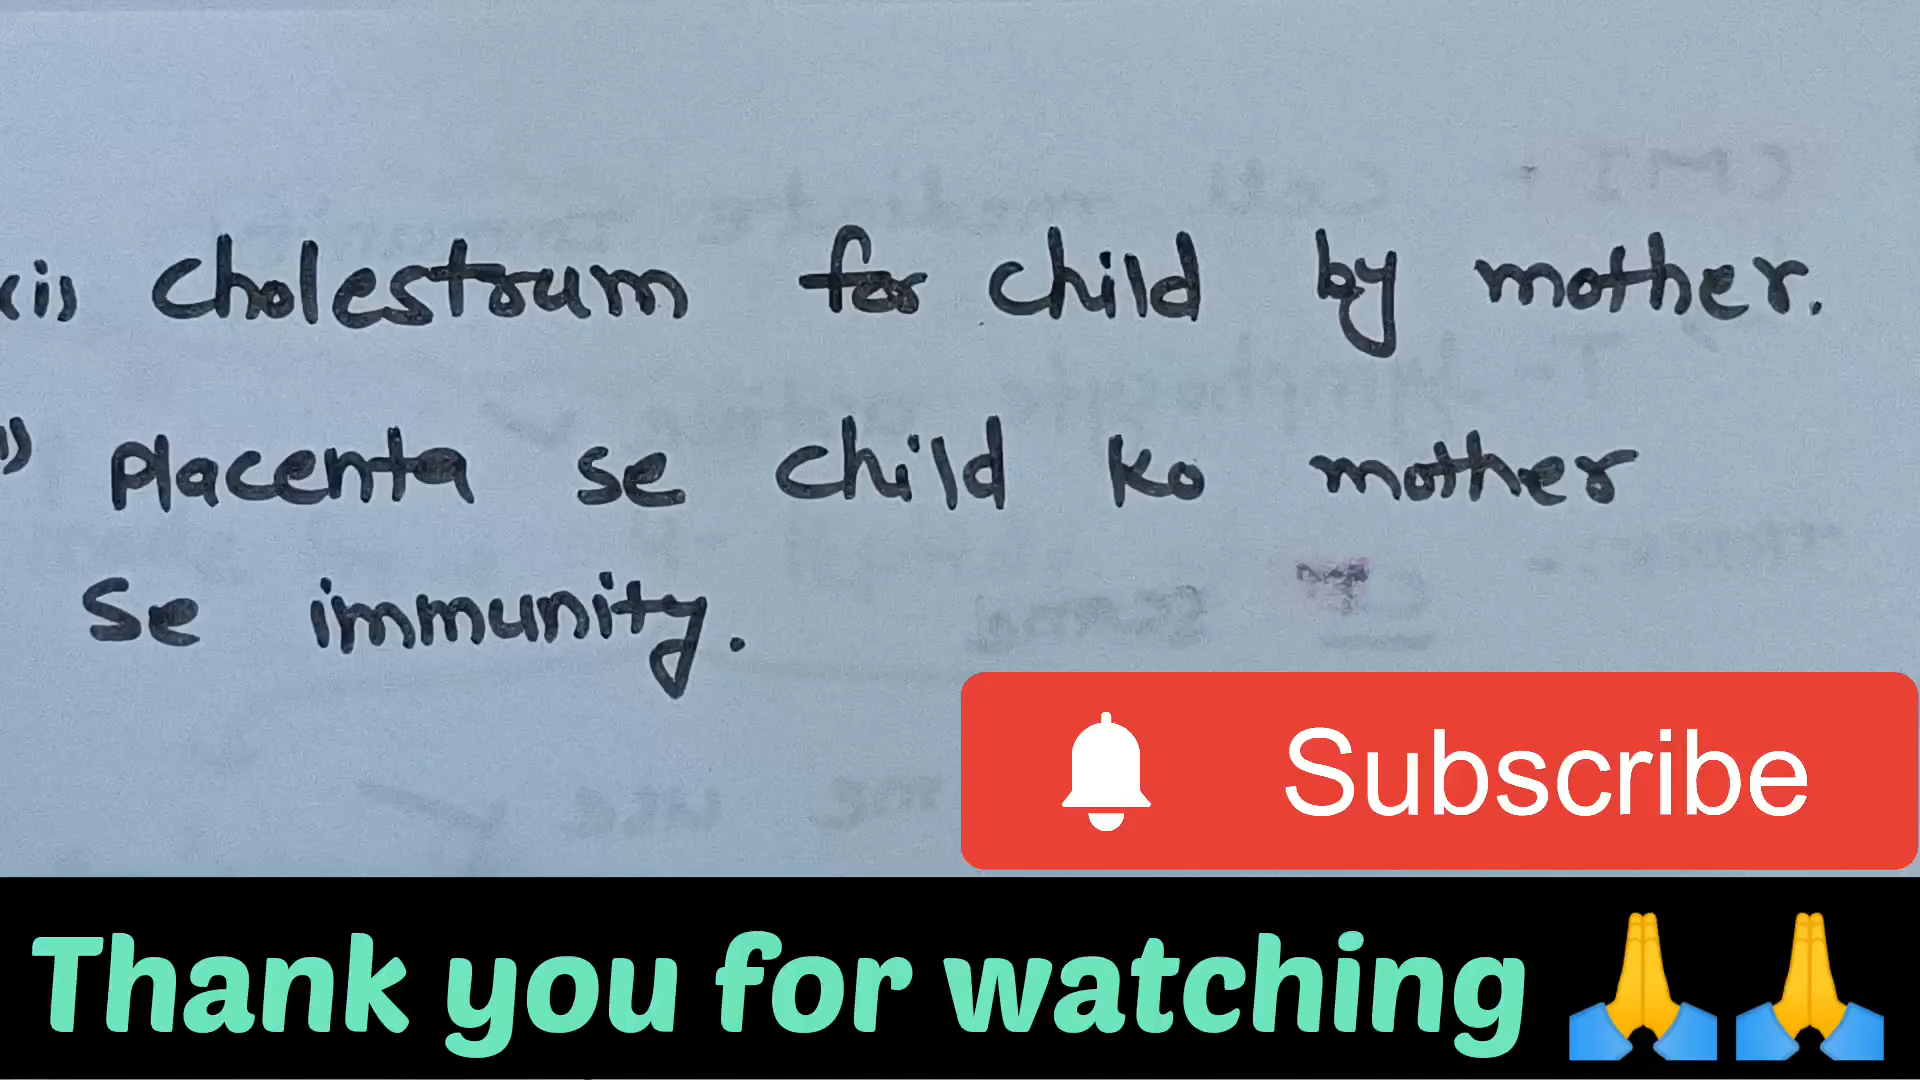 (i) cholestrum for child by mother.
) placenta se child ko mother
se immunity.
Subscribe
Thank you for watching 🙏 🙏